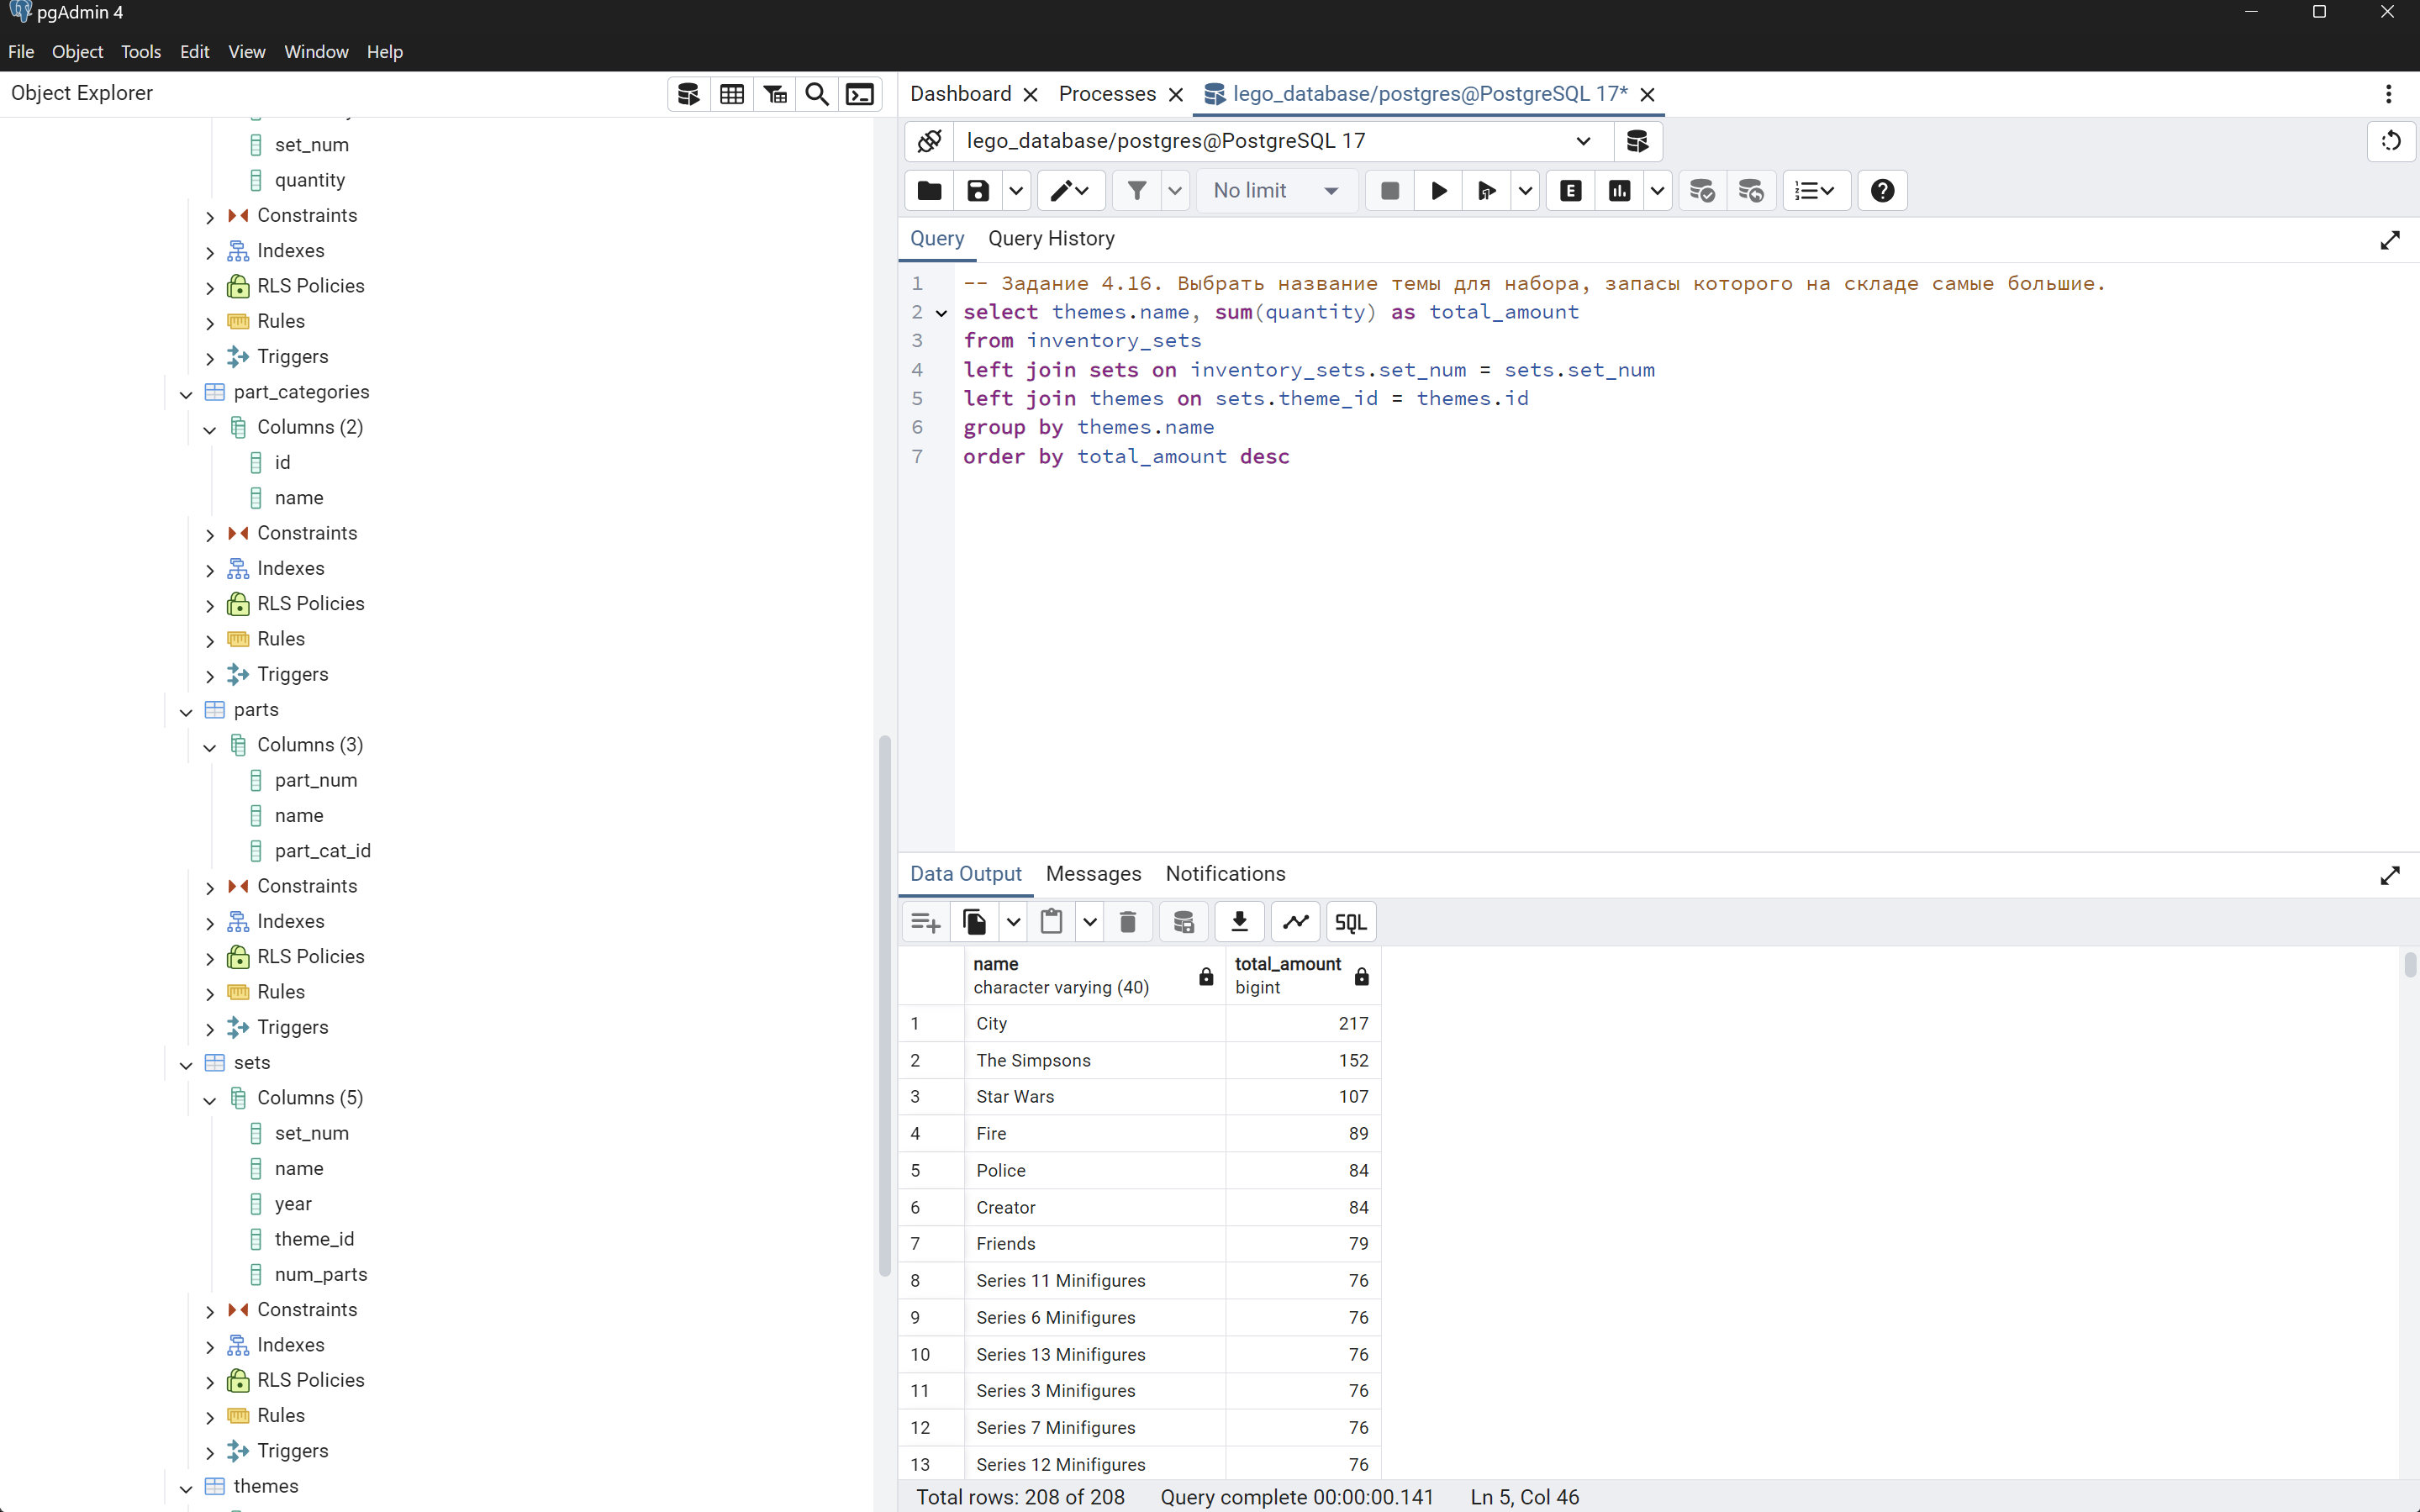 pgAdmin 4
File Object Tools Edit View Window Help
Object Explorer
set_num
quantity
Constraints
Indexes
RLS Policies
Rules
Triggers
part_categories
Columns (2)
id
name
Constraints
Indexes
RLS Policies
Rules
Triggers
parts
Columns (3)
part_num
name
part_cat_id
Constraints
Indexes
RLS Policies
Rules
Triggers
sets
Columns (5)
set_num
name
year
theme_id
num_parts
Constraints
Indexes
RLS Policies
Rules
Triggers
themes
Dashboard Processes lego_database/postgres@PostgreSQL 17*
lego_database/postgres@PostgreSQL 17
No limit E
Query Query History
1 -- Задание 4.16. Выбрать название темы для набора, запасы которого на складе самые большие.
2 select themes.name, sum(quantity) as total_amount
3 from inventory_sets
4 left join sets on inventory_sets.set_num = sets.set_num
5 left join themes on sets.theme_id = themes.id
6 group by themes.name
7 order by total_amount desc
Data Output Messages Notifications
SQL
name total_amount
character varying (40) bigint
1 City 217
2 The Simpsons 152
3 Star Wars 107
4 Fire 89
5 Police 84
6 Creator 84
7 Friends 79
8 Series 11 Minifigures 76
9 Series 6 Minifigures 76
10 Series 13 Minifigures 76
11 Series 3 Minifigures 76
12 Series 7 Minifigures 76
13 Series 12 Minifigures 76
Total rows: 208 of 208 Query complete 00:00:00.141 Ln 5, Col 46